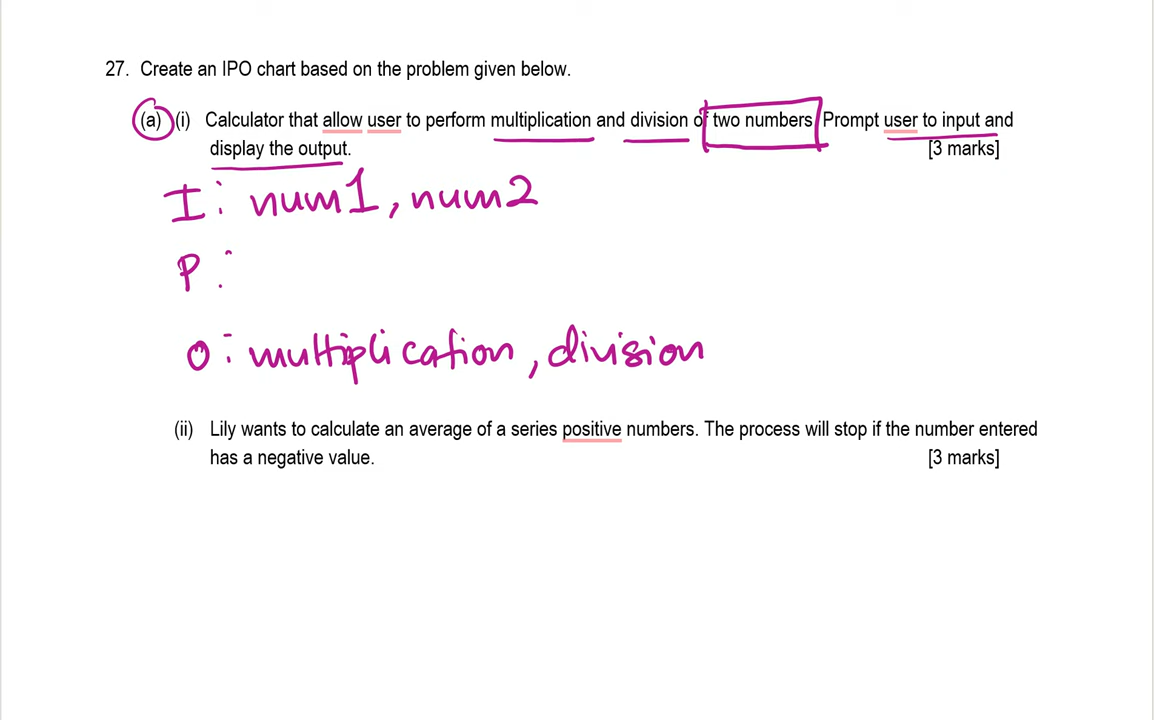 27. Create an IPO chart based on the problem given below.
(a) (i) Calculator that allow user to perform multiplication and division of two numbers. Prompt user to input and
display the output. [3 marks]
I : num1, num2
P :
O : multiplication, division
(ii) Lily wants to calculate an average of a series positive numbers. The process will stop if the number entered
has a negative value. [3 marks]